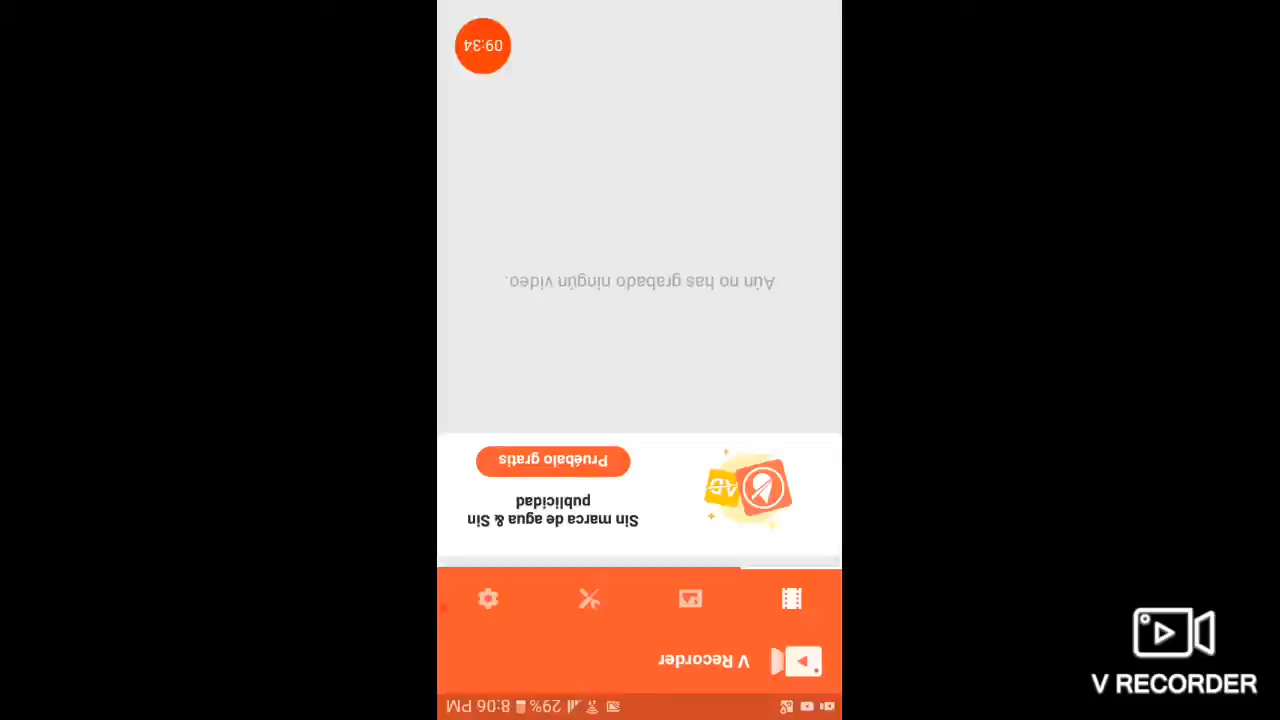 29% 8:06 PM
V Recorder
Sin marca de agua & Sin
publicidad
Pruébalo gratis
AD
Aún no has grabado ningún video.
09:34
V RECORDER